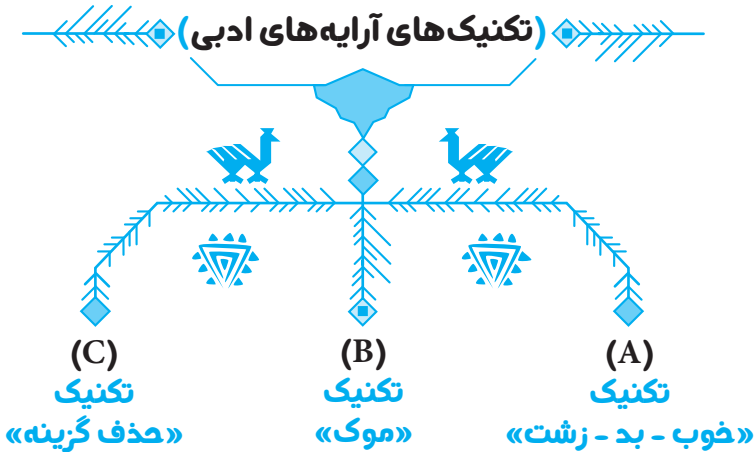 (تکنیک‌های آرایه‌های ادبی)
(A)
تکنیک
«خوب - بد - زشت»
(B)
تکنیک
«موک»
(C)
تکنیک
«حذف گزینه»